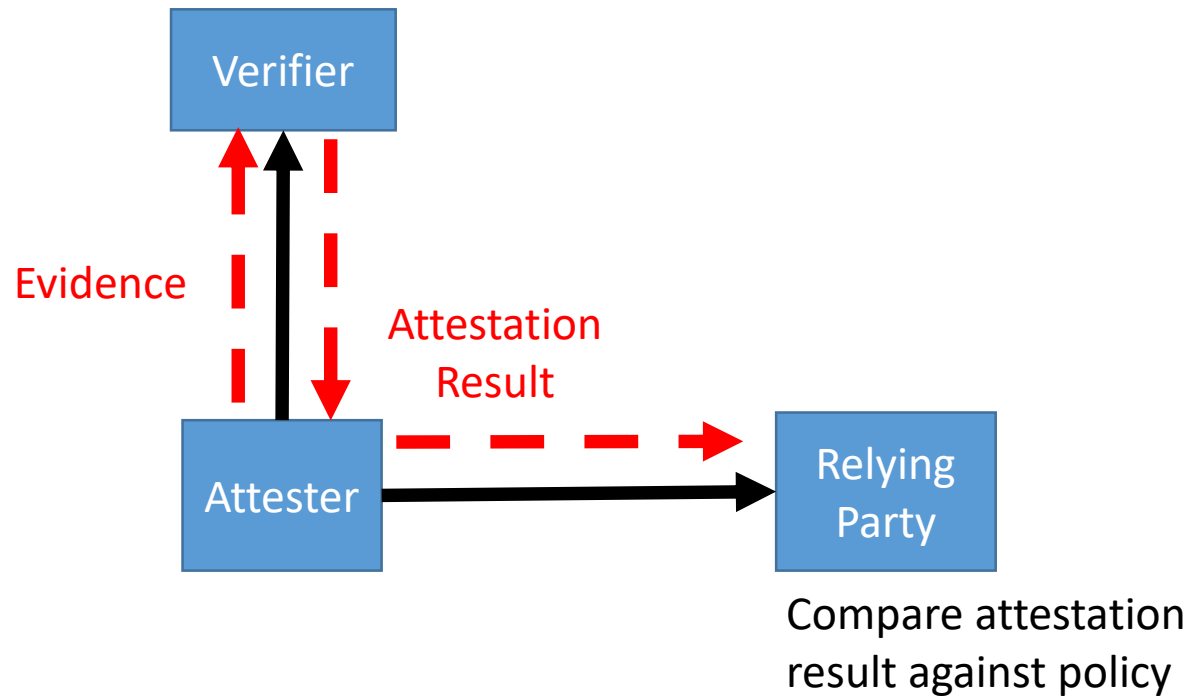 Verifier
Evidence
Attestation
Result
Attester
Relying
Party
Compare attestation
result against policy